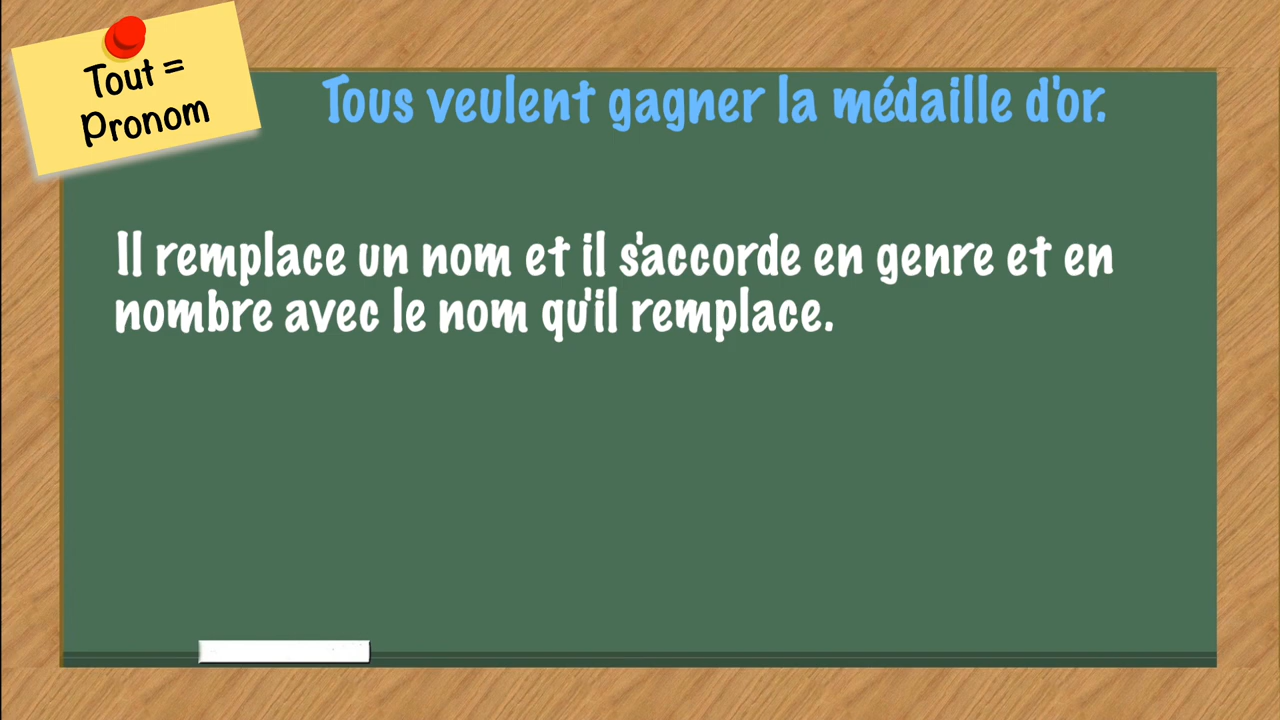 Tout =
Pronom
Tous veulent gagner la médaille d'or.
Il remplace un nom et il s'accorde en genre et en
nombre avec le nom qu'il remplace.